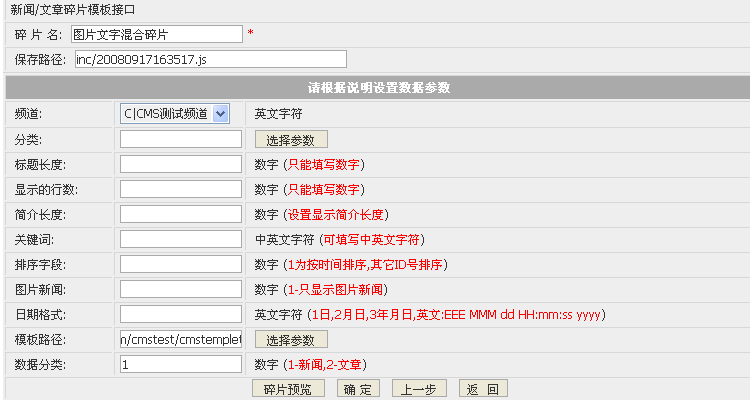 新闻/文章碎片模板接口
碎 片 名: 图片文字混合碎片 *
保存路径: inc/20080917163517.js
请根据说明设置数据参数
频道: C|CMS测试频道 英文字符
分类: 选择参数
标题长度: 数字 (只能填写数字)
显示的行数: 数字 (只能填写数字)
简介长度: 数字 (设置显示简介长度)
关键词: 中英文字符 (可填写中英文字符)
排序字段: 数字 (1为按时间排序,其它ID号排序)
图片新闻: 数字 (1-只显示图片新闻)
日期格式: 英文字符 (1日,2月日,3年月日,英文:EEE MMM dd HH:mm:ss yyyy)
模板路径: n/cmstest/cmstemplet 选择参数
数据分类: 1 数字 (1-新闻,2-文章)
碎片预览 确 定 上一步 返 回